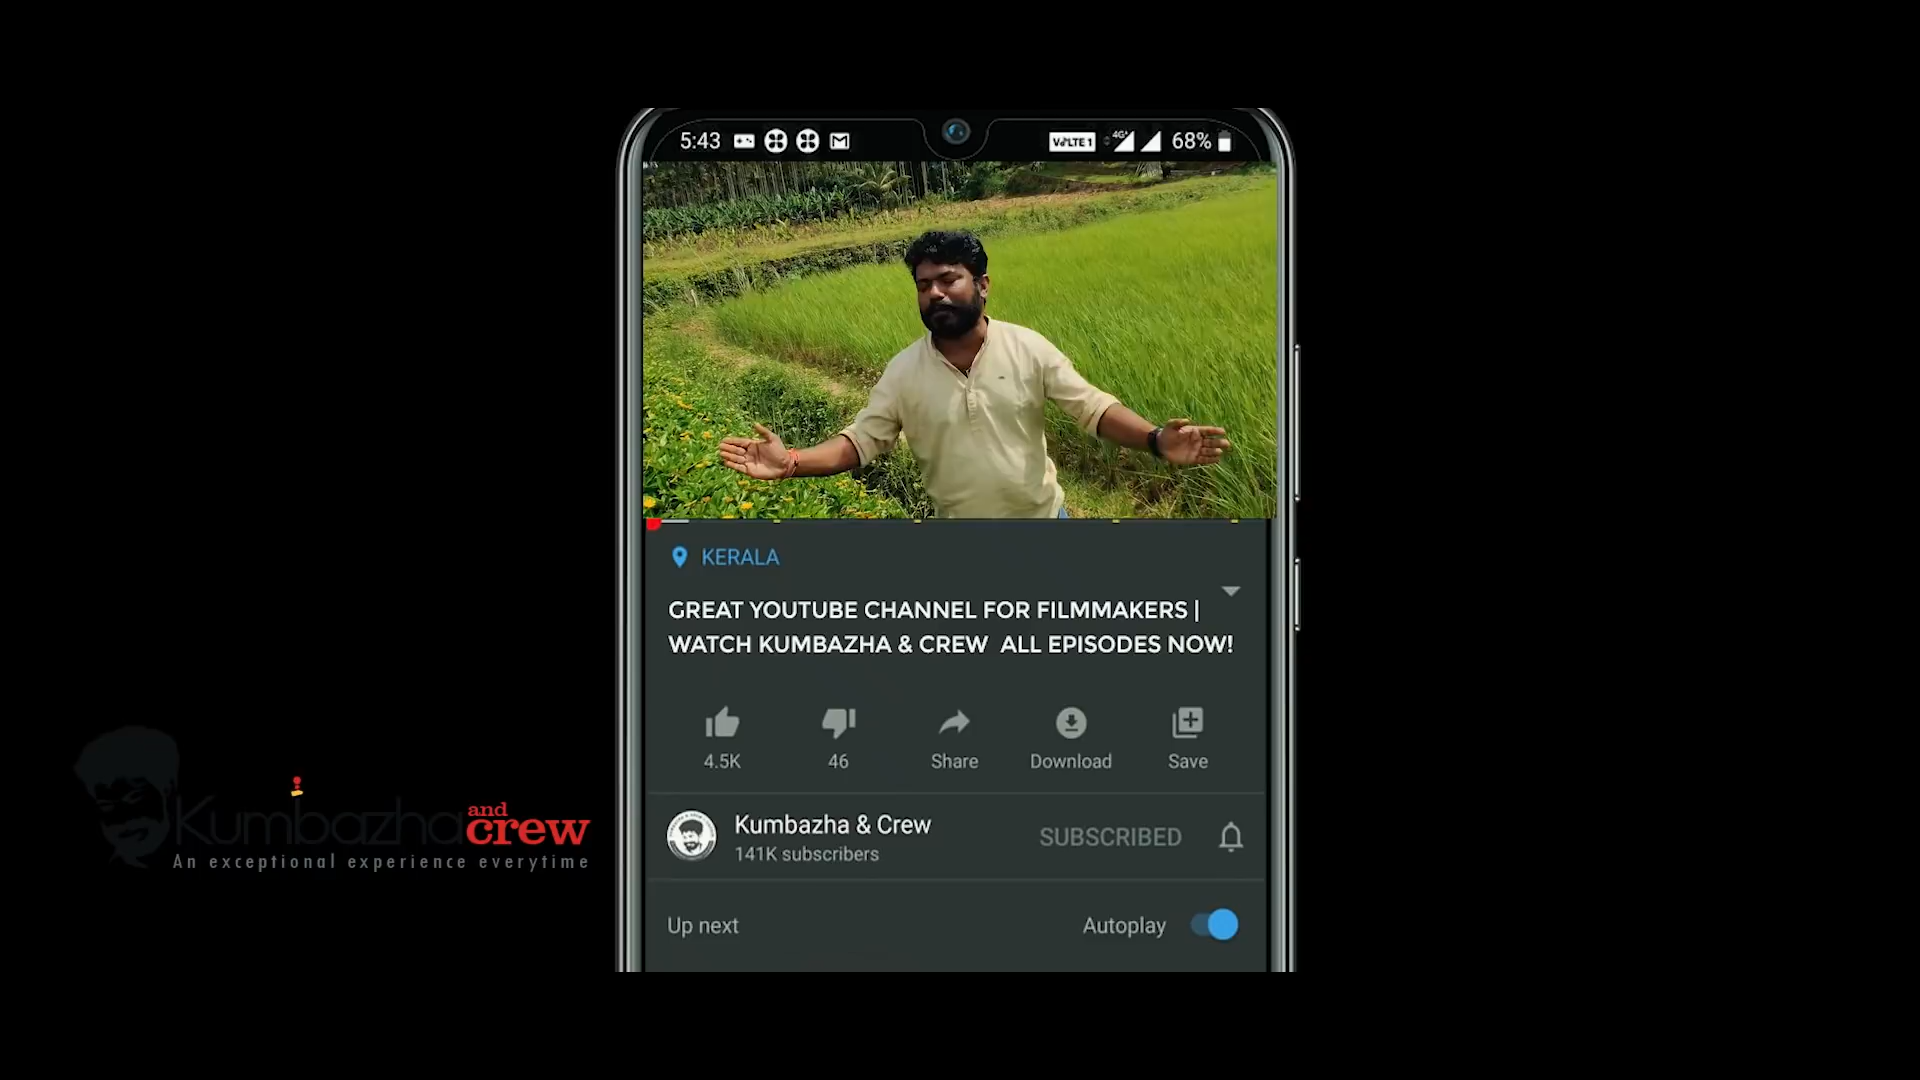 5:43
VoLTE 1
4G+
68%
KERALA
GREAT YOUTUBE CHANNEL FOR FILMMAKERS |
WATCH KUMBAZHA & CREW ALL EPISODES NOW!
4.5K
46
Share
Download
Save
Kumbazha & Crew
141K subscribers
SUBSCRIBED
Up next
Autoplay
Kumbazha and crew
An exceptional experience everytime